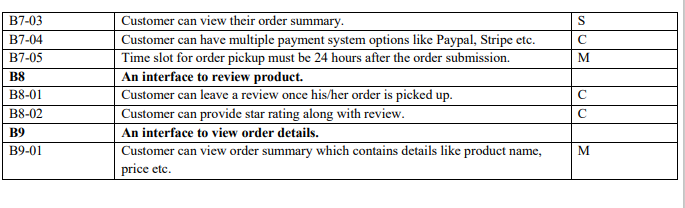 B7-03 Customer can view their order summary. S
B7-04 Customer can have multiple payment system options like Paypal, Stripe etc. C
B7-05 Time slot for order pickup must be 24 hours after the order submission. M
B8 An interface to review product.
B8-01 Customer can leave a review once his/her order is picked up. C
B8-02 Customer can provide star rating along with review. C
B9 An interface to view order details.
B9-01 Customer can view order summary which contains details like product name, M
price etc.